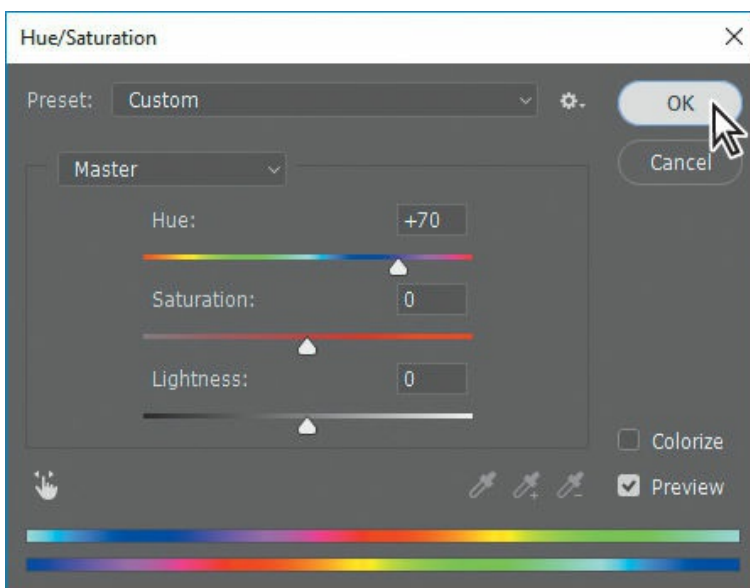 Hue/Saturation
Preset: Custom
OK
Master
Cancel
Hue: +70
Saturation: 0
Lightness: 0
Colorize
Preview